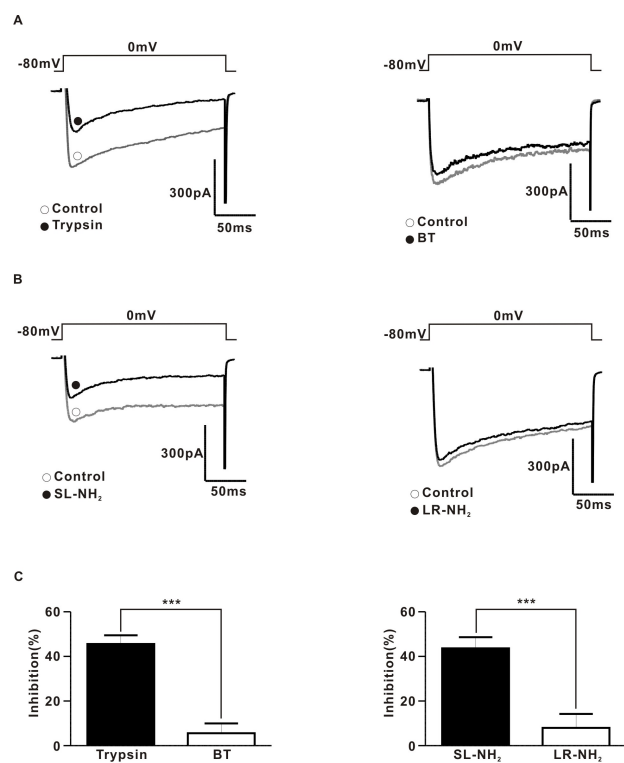 A
0mV
-80mV
300pA
50ms
Control
Trypsin
0mV
-80mV
300pA
50ms
Control
BT
B
0mV
-80mV
300pA
50ms
Control
SL-NH₂
0mV
-80mV
300pA
50ms
Control
LR-NH₂
C
60
40
20
0
Inhibition(%)
***
Trypsin BT
60
40
20
0
Inhibition(%)
***
SL-NH₂ LR-NH₂